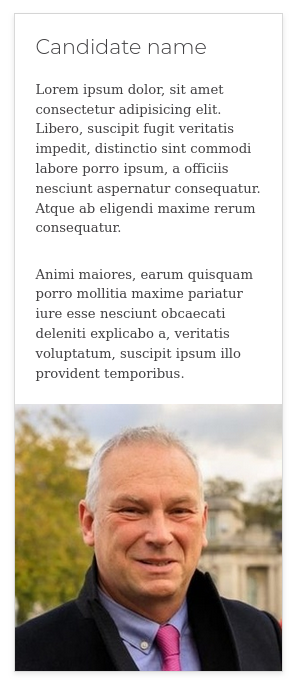 Candidate name
Lorem ipsum dolor, sit amet
consectetur adipisicing elit.
Libero, suscipit fugit veritatis
impedit, distinctio sint commodi
labore porro ipsum, a officiis
nesciunt aspernatur consequatur.
Atque ab eligendi maxime rerum
consequatur.
Animi maiores, earum quisquam
porro mollitia maxime pariatur
iure esse nesciunt obcaecati
deleniti explicabo a, veritatis
voluptatum, suscipit ipsum illo
provident temporibus.